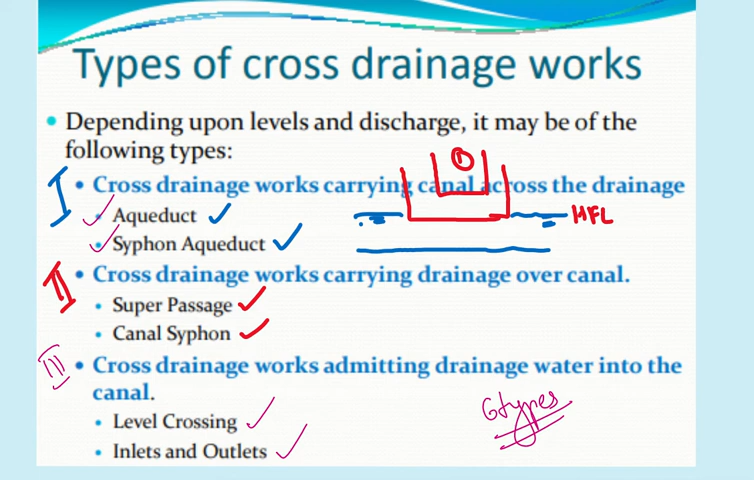 Types of cross drainage works
• Depending upon levels and discharge, it may be of the
following types:
I • Cross drainage works carrying canal across the drainage
• Aqueduct
• Syphon Aqueduct
①
HFL
II • Cross drainage works carrying drainage over canal.
• Super Passage
• Canal Syphon
III • Cross drainage works admitting drainage water into the
canal.
• Level Crossing
• Inlets and Outlets
6types